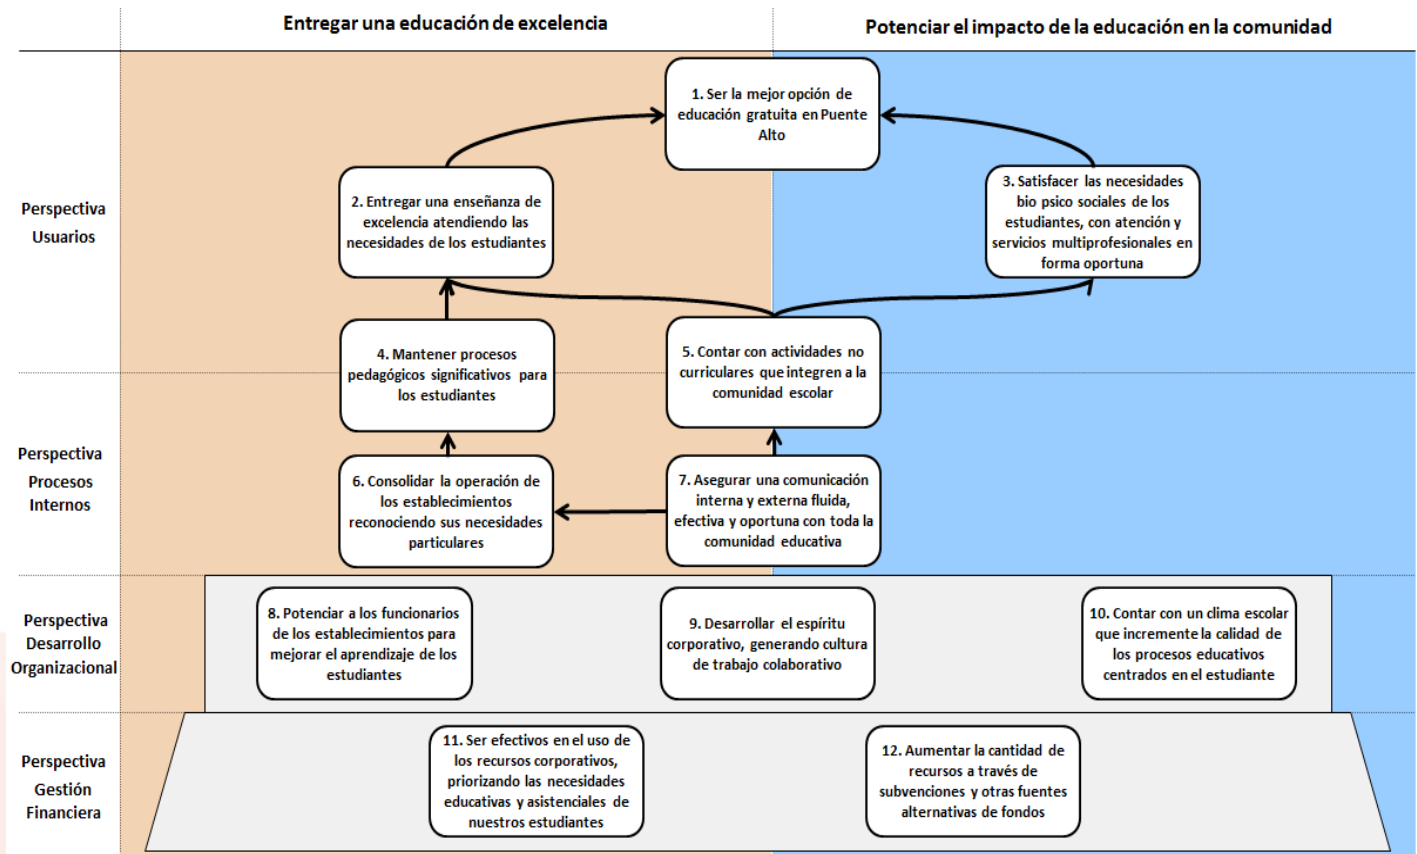 Entregar una educación de excelencia
Potenciar el impacto de la educación en la comunidad
Perspectiva
Usuarios
1. Ser la mejor opción de
educación gratuita en Puente
Alto
2. Entregar una enseñanza de
excelencia atendiendo las
necesidades de los estudiantes
3. Satisfacer las necesidades
bio psico sociales de los
estudiantes, con atención y
servicios multiprofesionales en
forma oportuna
4. Mantener procesos
pedagógicos significativos para
los estudiantes
5. Contar con actividades no
curriculares que integren a la
comunidad escolar
Perspectiva
Procesos
Internos
6. Consolidar la operación de
los establecimientos
reconociendo sus necesidades
particulares
7. Asegurar una comunicación
interna y externa fluida,
efectiva y oportuna con toda la
comunidad educativa
Perspectiva
Desarrollo
Organizacional
8. Potenciar a los funcionarios
de los establecimientos para
mejorar el aprendizaje de los
estudiantes
9. Desarrollar el espíritu
corporativo, generando cultura
de trabajo colaborativo
10. Contar con un clima escolar
que incremente la calidad de
los procesos educativos
centrados en el estudiante
Perspectiva
Gestión
Financiera
11. Ser efectivos en el uso de
los recursos corporativos,
priorizando las necesidades
educativas y asistenciales de
nuestros estudiantes
12. Aumentar la cantidad de
recursos a través de
subvenciones y otras fuentes
alternativas de fondos